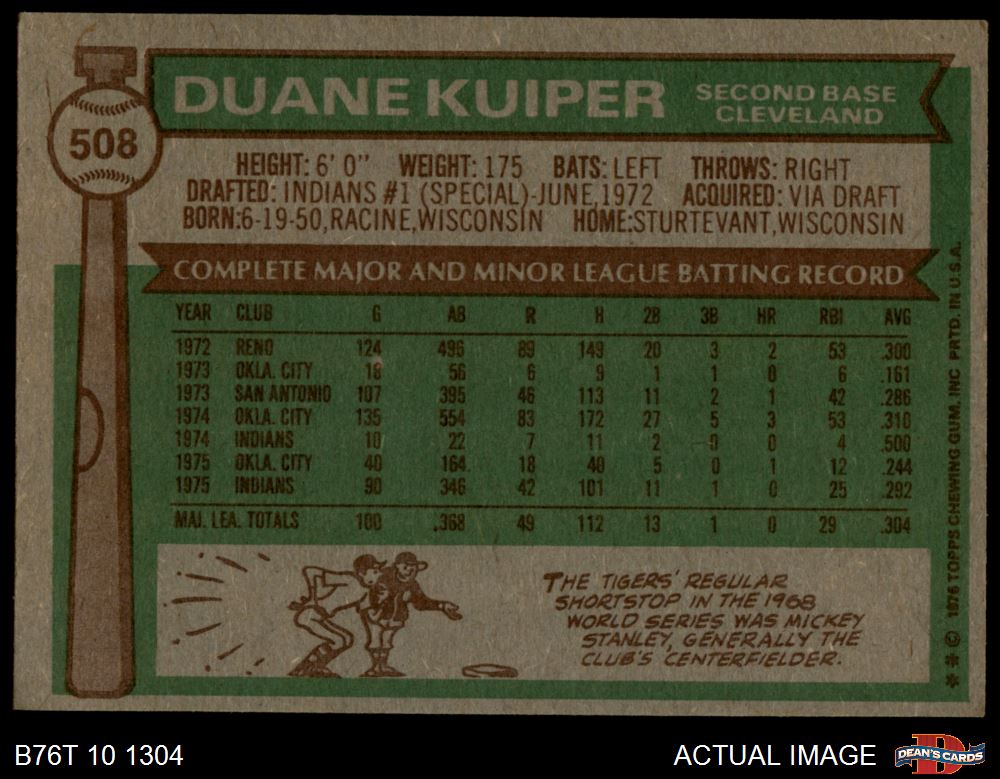 508
DUANE KUIPER
SECOND BASE
CLEVELAND
HEIGHT: 6' 0" WEIGHT: 175 BATS: LEFT THROWS: RIGHT
DRAFTED: INDIANS #1 (SPECIAL)-JUNE,1972 ACQUIRED: VIA DRAFT
BORN:6-19-50,RACINE,WISCONSIN HOME:STURTEVANT,WISCONSIN
COMPLETE MAJOR AND MINOR LEAGUE BATTING RECORD
YEAR CLUB G AB R H 2B 3B HR RBI AVG
1972 RENO 124 496 89 149 20 3 2 53 .300
1973 OKLA. CITY 18 56 6 9 1 1 0 6 .161
1973 SAN ANTONIO 107 395 46 113 11 2 1 42 .286
1974 OKLA. CITY 135 554 83 172 27 5 3 53 .310
1974 INDIANS 10 22 7 11 2 0 0 4 .500
1975 OKLA. CITY 40 164 18 40 5 0 1 12 .244
1975 INDIANS 90 346 42 101 11 1 0 25 .292
MAJ. LEA. TOTALS 100 .368 49 112 13 1 0 29 .304
THE TIGERS' REGULAR
SHORTSTOP IN THE 1968
WORLD SERIES WAS MICKEY
STANLEY, GENERALLY THE
CLUB'S CENTERFIELDER.
** © 1976 TOPPS CHEWING GUM, INC PRTD. IN U.S.A.
B76T 10 1304
ACTUAL IMAGE
DEAN'S CARDS